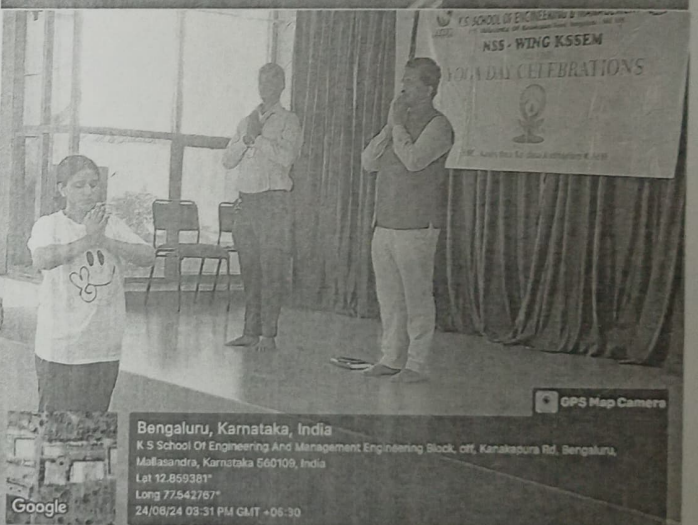 K.S SCHOOL OF ENGINEERING & MANAGEMENT
NSS - WING KSSEM
YOGA DAY CELEBRATIONS
GPS Map Camera
Bengaluru, Karnataka, India
K S School Of Engineering And Management Engineering Block, off, Kanakapura Rd, Bengaluru,
Mallasandra, Karnataka 560109, India
Lat 12.859381°
Long 77.542767°
24/06/24 03:31 PM GMT +05:30
Google